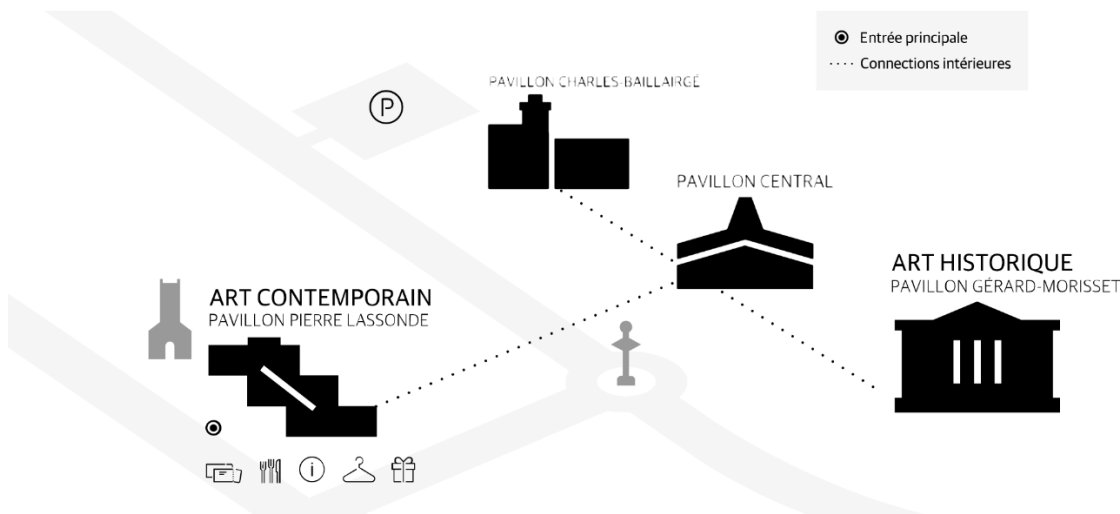 Entrée principale
Connections intérieures
P
PAVILLON CHARLES-BAILLAIRGÉ
PAVILLON CENTRAL
ART HISTORIQUE
PAVILLON GÉRARD-MORISSET
ART CONTEMPORAIN
PAVILLON PIERRE LASSONDE
i